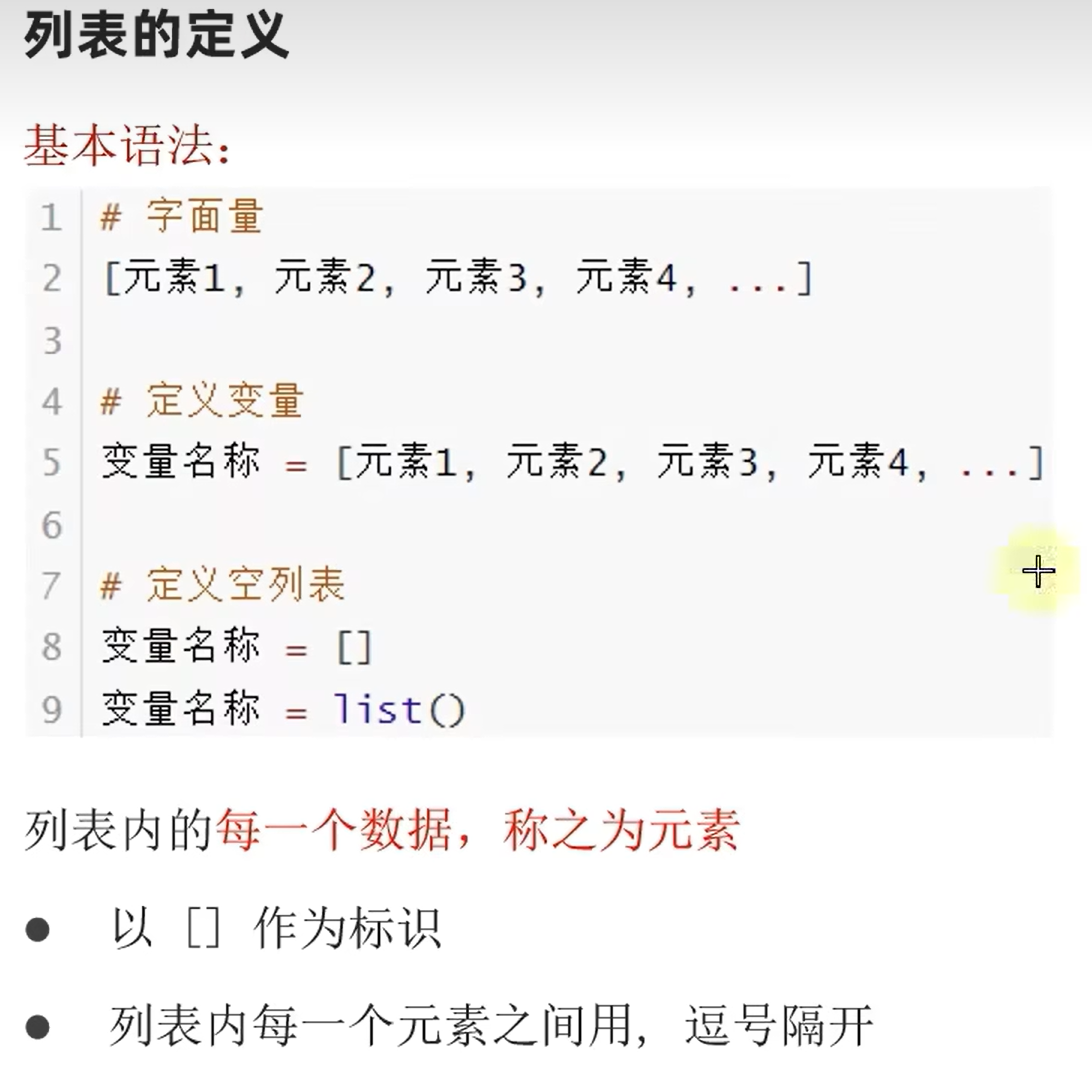 列表的定义
基本语法：
1 # 字面量
2 [元素1, 元素2, 元素3, 元素4, ...]
3
4 # 定义变量
5 变量名称 = [元素1, 元素2, 元素3, 元素4, ...]
6
7 # 定义空列表
8 变量名称 = []
9 变量名称 = list()
列表内的每一个数据，称之为元素
● 以 [] 作为标识
● 列表内每一个元素之间用, 逗号隔开